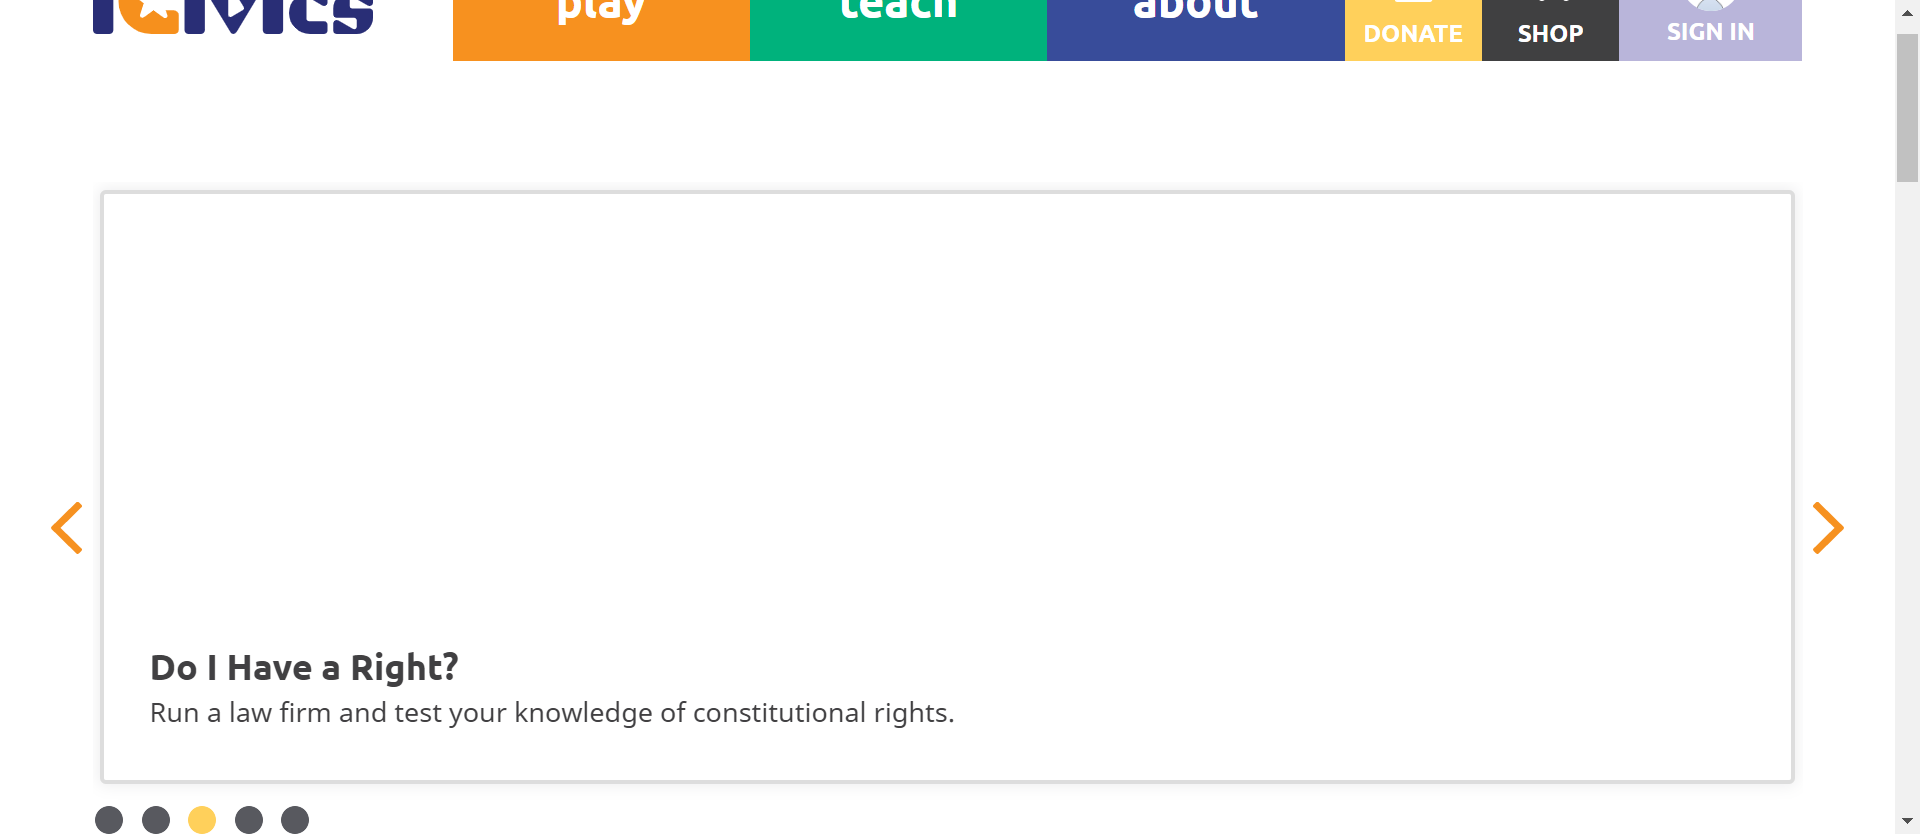 iCivics
play
teach
about
DONATE
SHOP
SIGN IN
Do I Have a Right?
Run a law firm and test your knowledge of constitutional rights.